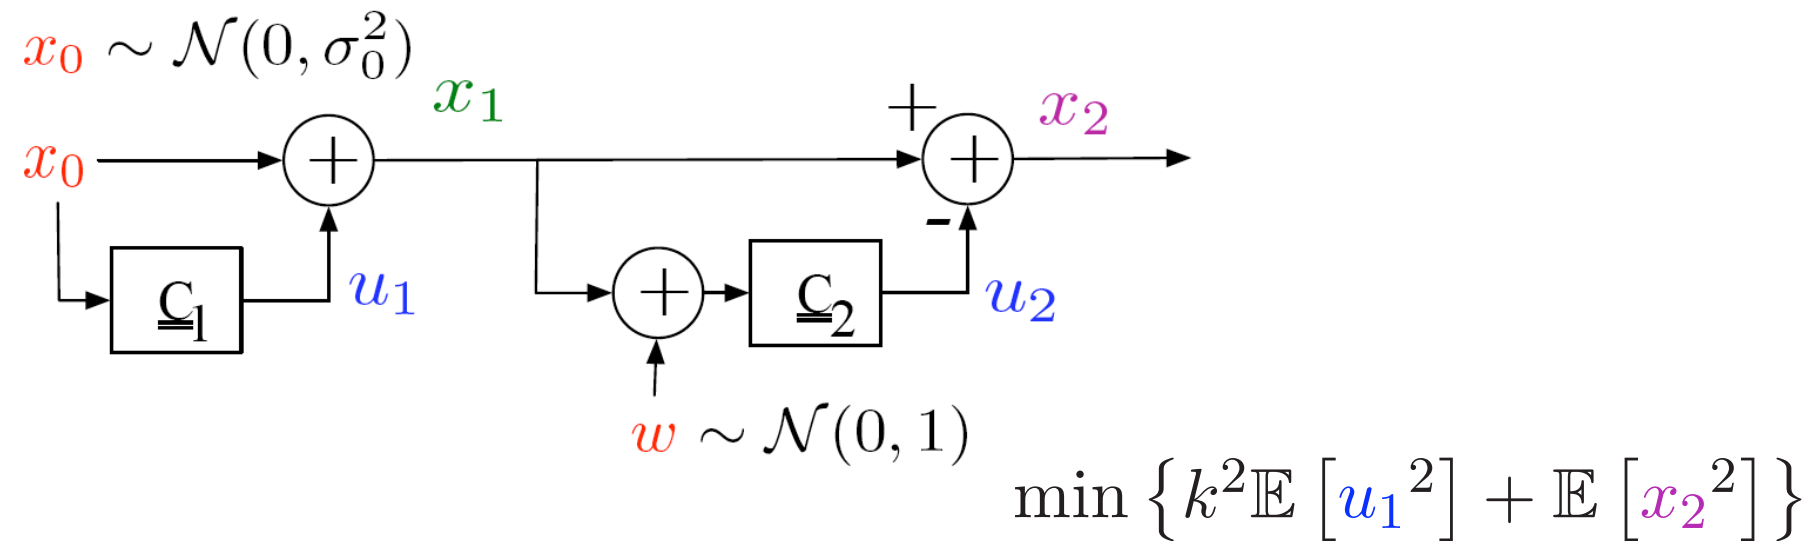 x₀ ∼ 𝒩(0, σ₀²)
x₁
+
x₂
x₀
+
+
-
C₁
u₁
+
C₂
u₂
w ∼ 𝒩(0, 1)
min {k²𝔼 [u₁²] + 𝔼 [x₂²]}